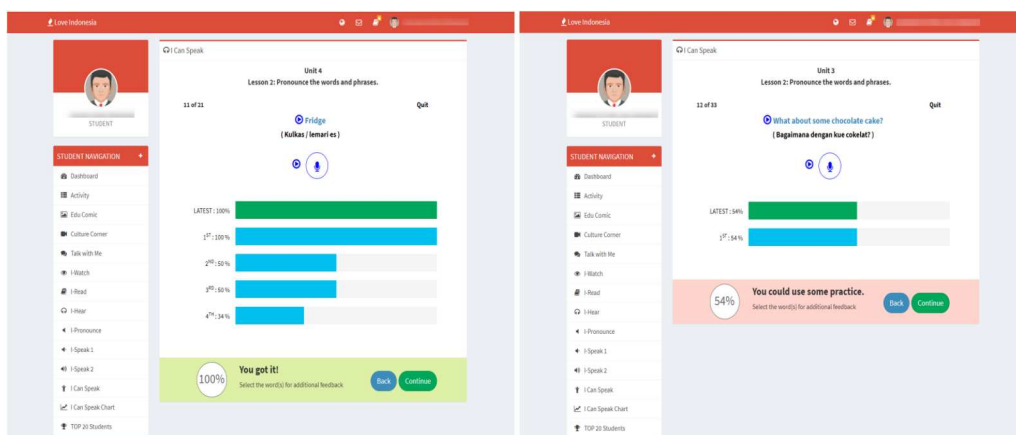 Love Indonesia
STUDENT
STUDENT NAVIGATION +
Dashboard
Activity
Edu Comic
Culture Corner
Talk with Me
I-Watch
I-Read
I-Hear
I-Pronounce
I-Speak 1
I-Speak 2
I Can Speak
I Can Speak Chart
TOP 20 Students
I Can Speak
Unit 4
Lesson 2: Pronounce the words and phrases.
11 of 21 Quit
Fridge
( Kulkas / lemari es )
LATEST : 100%
1ST : 100 %
2ND : 50 %
3RD : 50 %
4TH : 34 %
100%
You got it!
Select the word(s) for additional feedback
Back Continue
Love Indonesia
STUDENT
STUDENT NAVIGATION +
Dashboard
Activity
Edu Comic
Culture Corner
Talk with Me
I-Watch
I-Read
I-Hear
I-Pronounce
I-Speak 1
I-Speak 2
I Can Speak
I Can Speak Chart
TOP 20 Students
I Can Speak
Unit 3
Lesson 2: Pronounce the words and phrases.
12 of 33 Quit
What about some chocolate cake?
( Bagaimana dengan kue cokelat? )
LATEST : 54%
1ST : 54 %
54%
You could use some practice.
Select the word(s) for additional feedback
Back Continue